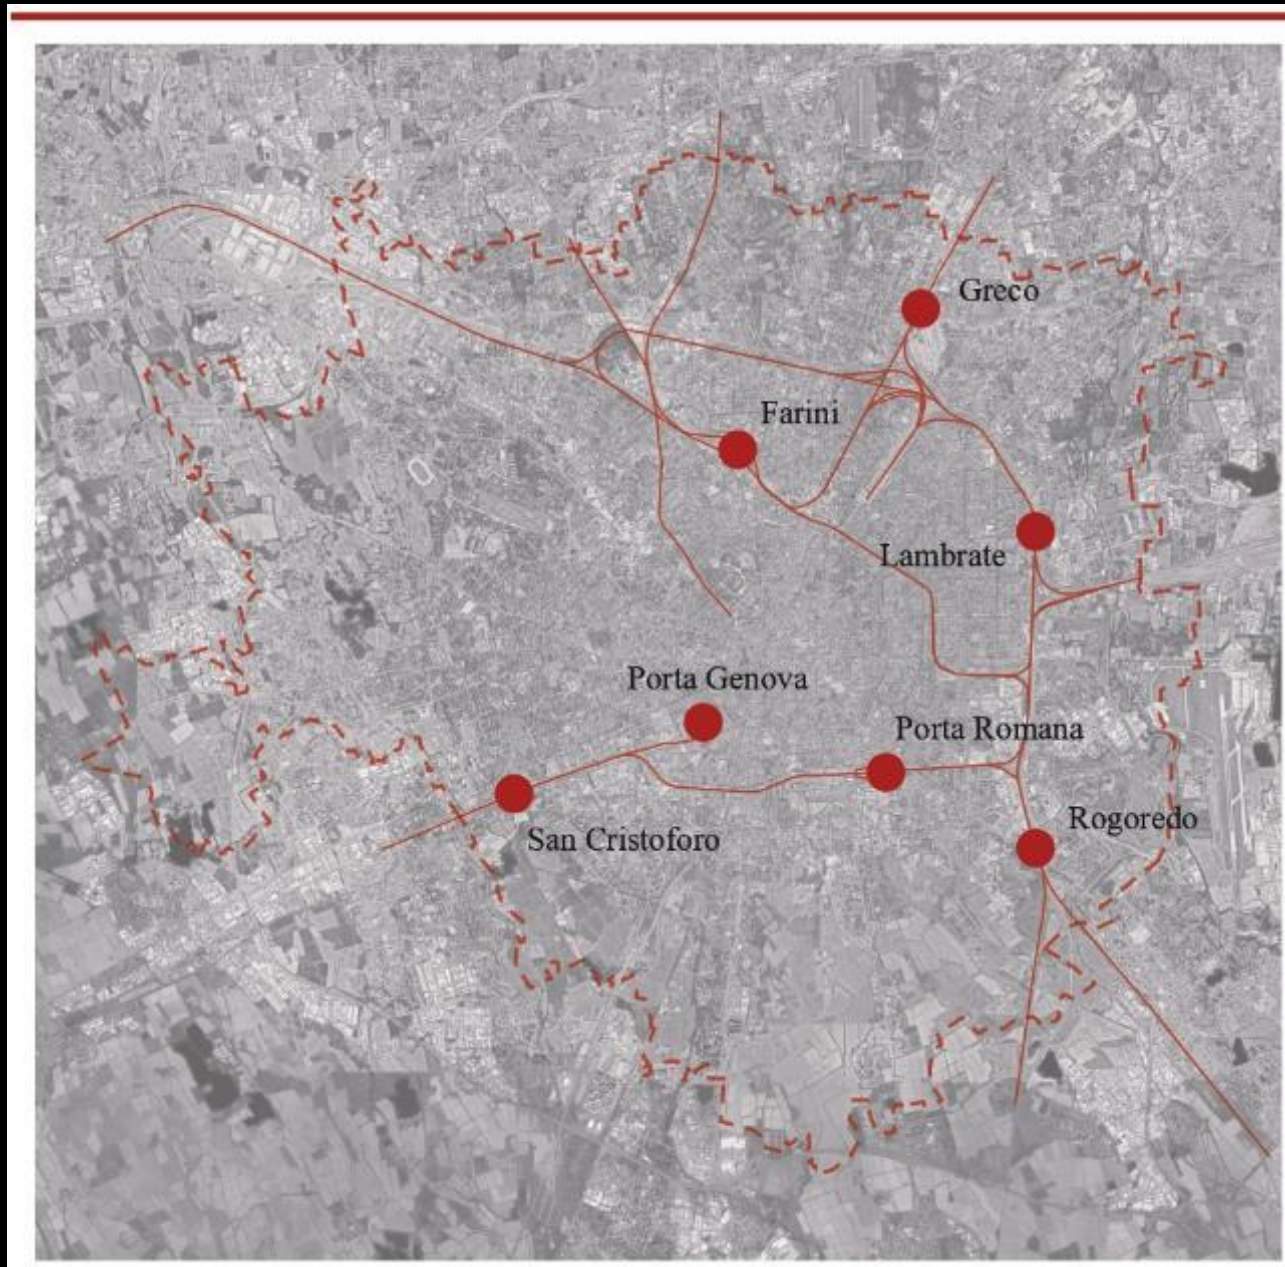 Greco
Farini
Lambrate
Porta Genova
Porta Romana
Rogoredo
San Cristoforo